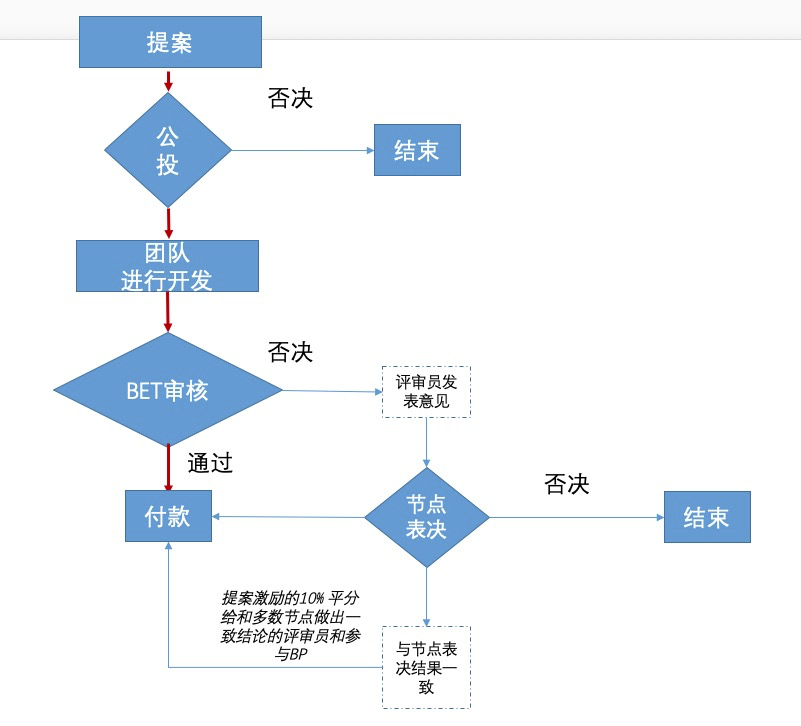 提案
否决
公
投
结束
团队
进行开发
否决
BET审核
评审员发
表意见
通过
付款
节点
表决
否决
结束
提案激励的10% 平分
给和多数节点做出一
致结论的评审员和参
与BP
与节点表
决结果一
致